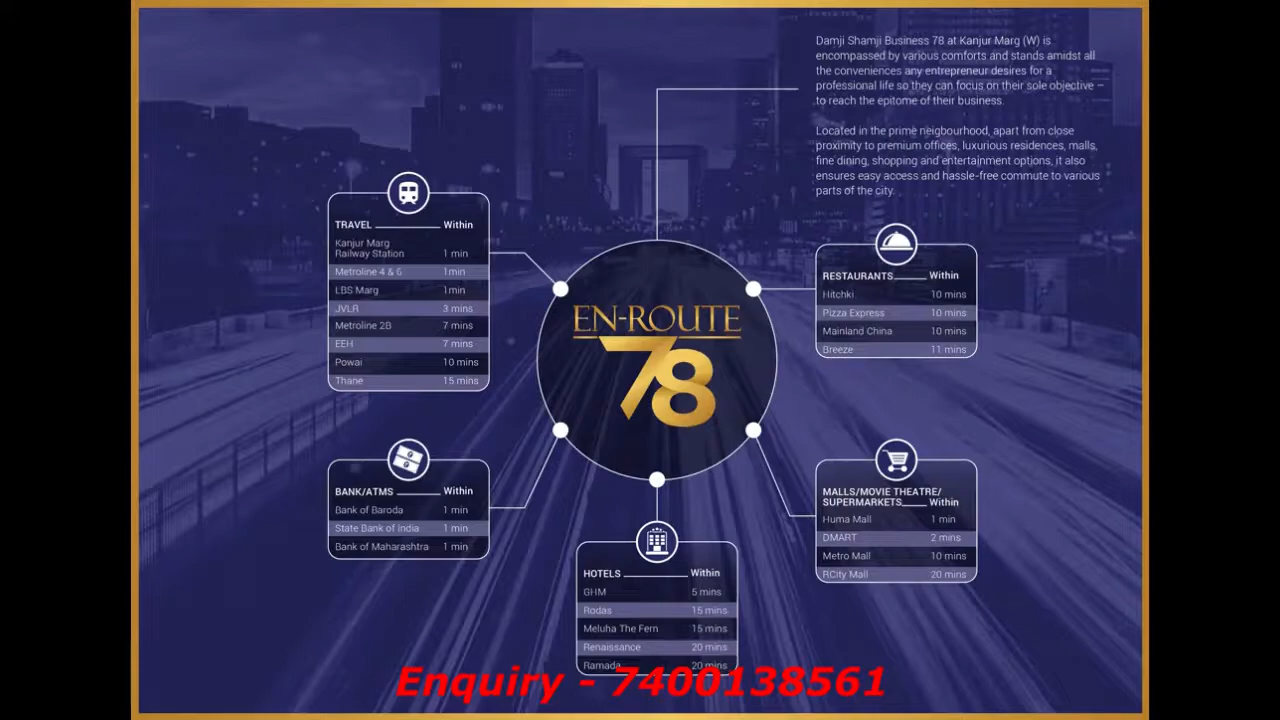 Damji Shamji Business 78 at Kanjur Marg (W) is
encompassed by various comforts and stands amidst all
the conveniences any entrepreneur desires for a
professional life so they can focus on their sole objective –
to reach the epitome of their business.
Located in the prime neigbourhood, apart from close
proximity to premium offices, luxurious residences, malls,
fine dining, shopping and entertainment options, it also
ensures easy access and hassle-free commute to various
parts of the city.
TRAVEL Within
Kanjur Marg
Railway Station 1 min
Metroline 4 & 6 1min
LBS Marg 1min
JVLR 3 mins
Metroline 2B 7 mins
EEH 7 mins
Powai 10 mins
Thane 15 mins
RESTAURANTS Within
Hitchki 10 mins
Pizza Express 10 mins
Mainland China 10 mins
Breeze 11 mins
EN-ROUTE
78
BANK/ATMS Within
Bank of Baroda 1 min
State Bank of India 1 min
Bank of Maharashtra 1 min
MALLS/MOVIE THEATRE/
SUPERMARKETS Within
Huma Mall 1 min
DMART 2 mins
Metro Mall 10 mins
RCity Mall 20 mins
HOTELS Within
GHM 5 mins
Rodas 15 mins
Meluha The Fern 15 mins
Renaissance 20 mins
Ramada 20 mins
Enquiry - 7400138561